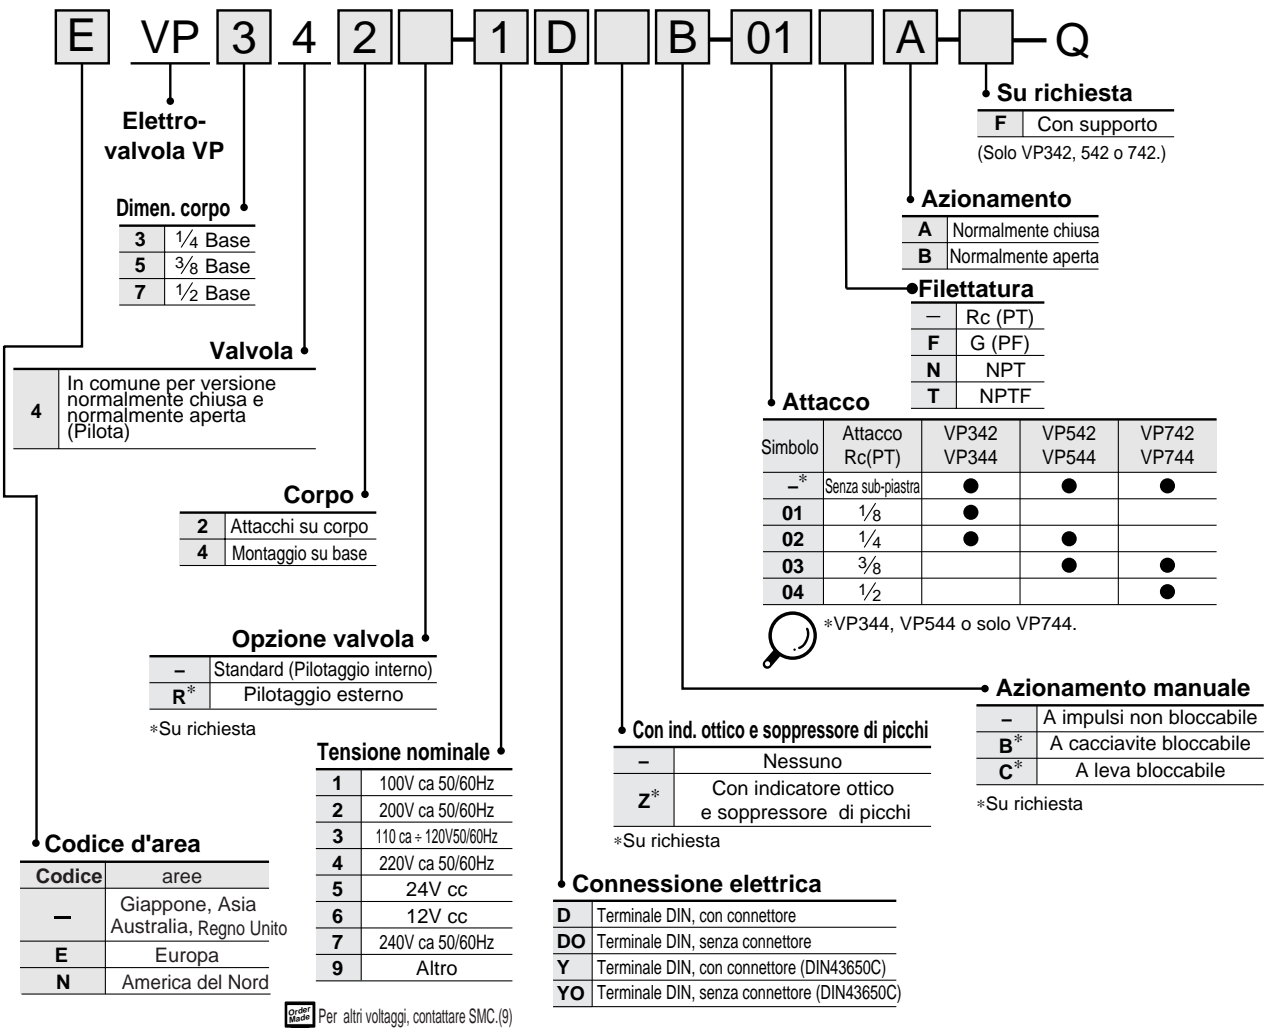 E VP 3 4 2 – 1 D B – 01 A – – Q
Elettro-
valvola VP
Dimen. corpo
3 1/4 Base
5 3/8 Base
7 1/2 Base
Valvola
4 In comune per versione
normalmente chiusa e
normalmente aperta
(Pilota)
Corpo
2 Attacchi su corpo
4 Montaggio su base
Opzione valvola
– Standard (Pilotaggio interno)
R* Pilotaggio esterno
*Su richiesta
Tensione nominale
1 100V ca 50/60Hz
2 200V ca 50/60Hz
3 110 ca ÷ 120V50/60Hz
4 220V ca 50/60Hz
5 24V cc
6 12V cc
7 240V ca 50/60Hz
9 Altro
Order Made Per altri voltaggi, contattare SMC.(9)
Codice d'area
Codice aree
– Giappone, Asia
Australia, Regno Unito
E Europa
N America del Nord
Su richiesta
F Con supporto
(Solo VP342, 542 o 742.)
Azionamento
A Normalmente chiusa
B Normalmente aperta
Filettatura
– Rc (PT)
F G (PF)
N NPT
T NPTF
Attacco
Simbolo Attacco Rc(PT) VP342 VP344 VP542 VP544 VP742 VP744
–* Senza sub-piastra ● ● ●
01 1/8 ●
02 1/4 ● ●
03 3/8 ● ●
04 1/2 ●
*VP344, VP544 o solo VP744.
Azionamento manuale
– A impulsi non bloccabile
B* A cacciavite bloccabile
C* A leva bloccabile
*Su richiesta
Con ind. ottico e soppressore di picchi
– Nessuno
Z* Con indicatore ottico
e soppressore di picchi
*Su richiesta
Connessione elettrica
D Terminale DIN, con connettore
DO Terminale DIN, senza connettore
Y Terminale DIN, con connettore (DIN43650C)
YO Terminale DIN, senza connettore (DIN43650C)